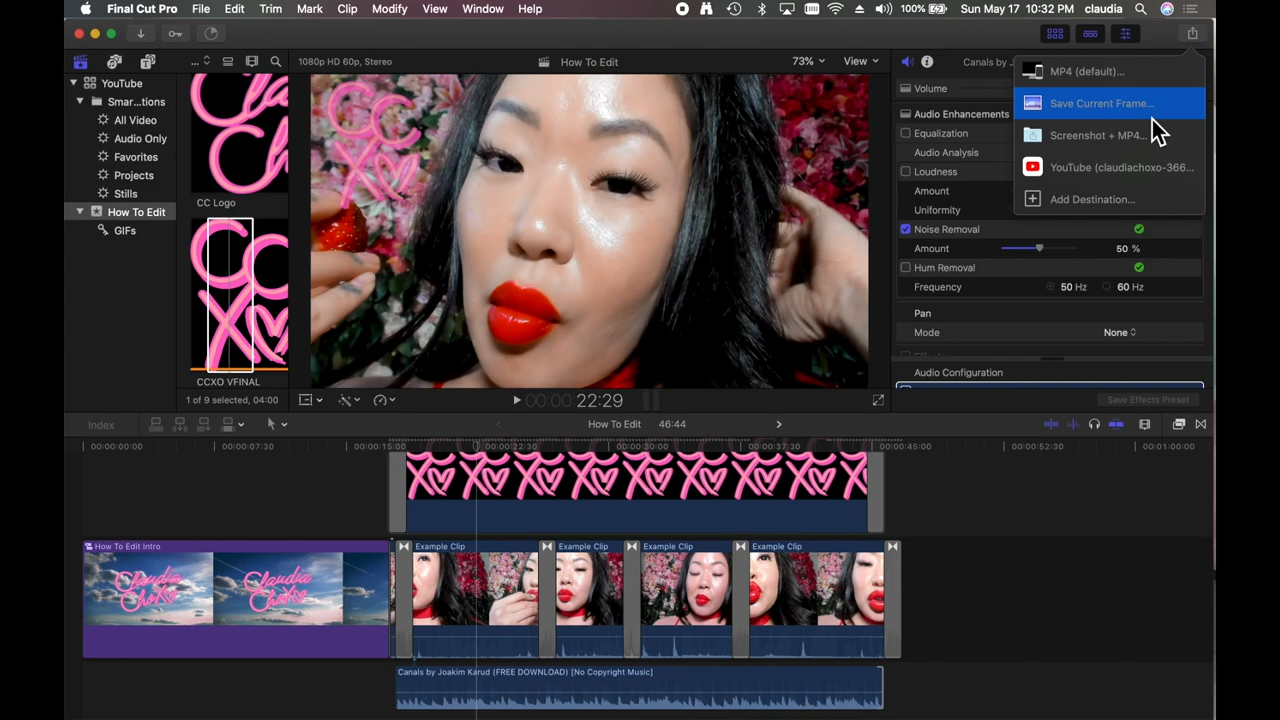 Final Cut Pro File Edit Trim Mark Clip Modify View Window Help 100% Sun May 17 10:32 PM claudia
... 1080p HD 60p, Stereo How To Edit 73% View Canals by J...
YouTube
Smar...tions
All Video
Audio Only
Favorites
Projects
Stills
How To Edit
GIFs
CC Logo
CCXO VFINAL
1 of 9 selected, 04:00
MP4 (default)...
Save Current Frame...
Screenshot + MP4...
YouTube (claudiachoxo-366...
Add Destination...
Volume
Audio Enhancements
Equalization
Audio Analysis
Loudness
Amount
Uniformity
Noise Removal
Amount 50 %
Hum Removal
Frequency 50 Hz 60 Hz
Pan
Mode None
Audio Configuration
Save Effects Preset
00:00:00:22:29
Index How To Edit 46:44
00:00:00:00 00:00:07:30 00:00:15:00 00:00:22:30 00:00:30:00 00:00:37:30 00:00:45:00 00:00:52:30 00:01:00:00
How To Edit Intro Example Clip Example Clip Example Clip Example Clip
Claudia Claudia
Canals by Joakim Karud (FREE DOWNLOAD) [No Copyright Music]